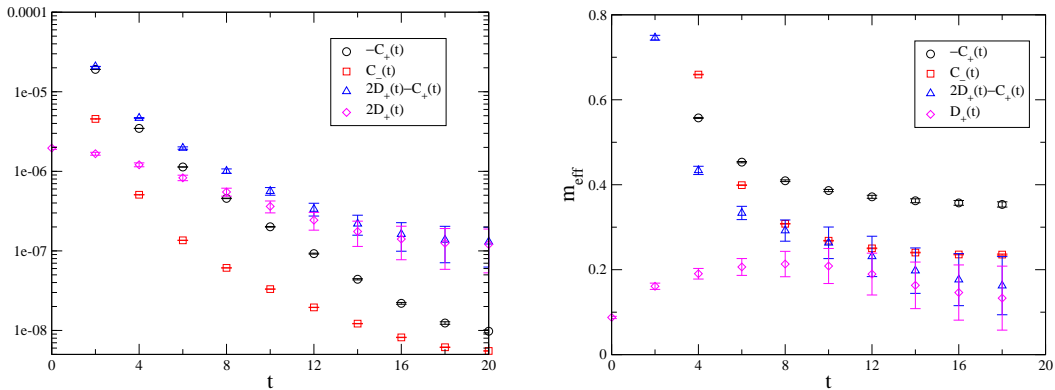 0.0001
1e-05
1e-06
1e-07
1e-08
0 4 8 12 16 20
t
−C₊(t)
C₋(t)
2D₊(t)−C₊(t)
2D₊(t)
0.8
0.6
0.4
0.2
0
0 4 8 12 16 20
t
m_eff
−C₊(t)
C₋(t)
2D₊(t)−C₊(t)
D₊(t)